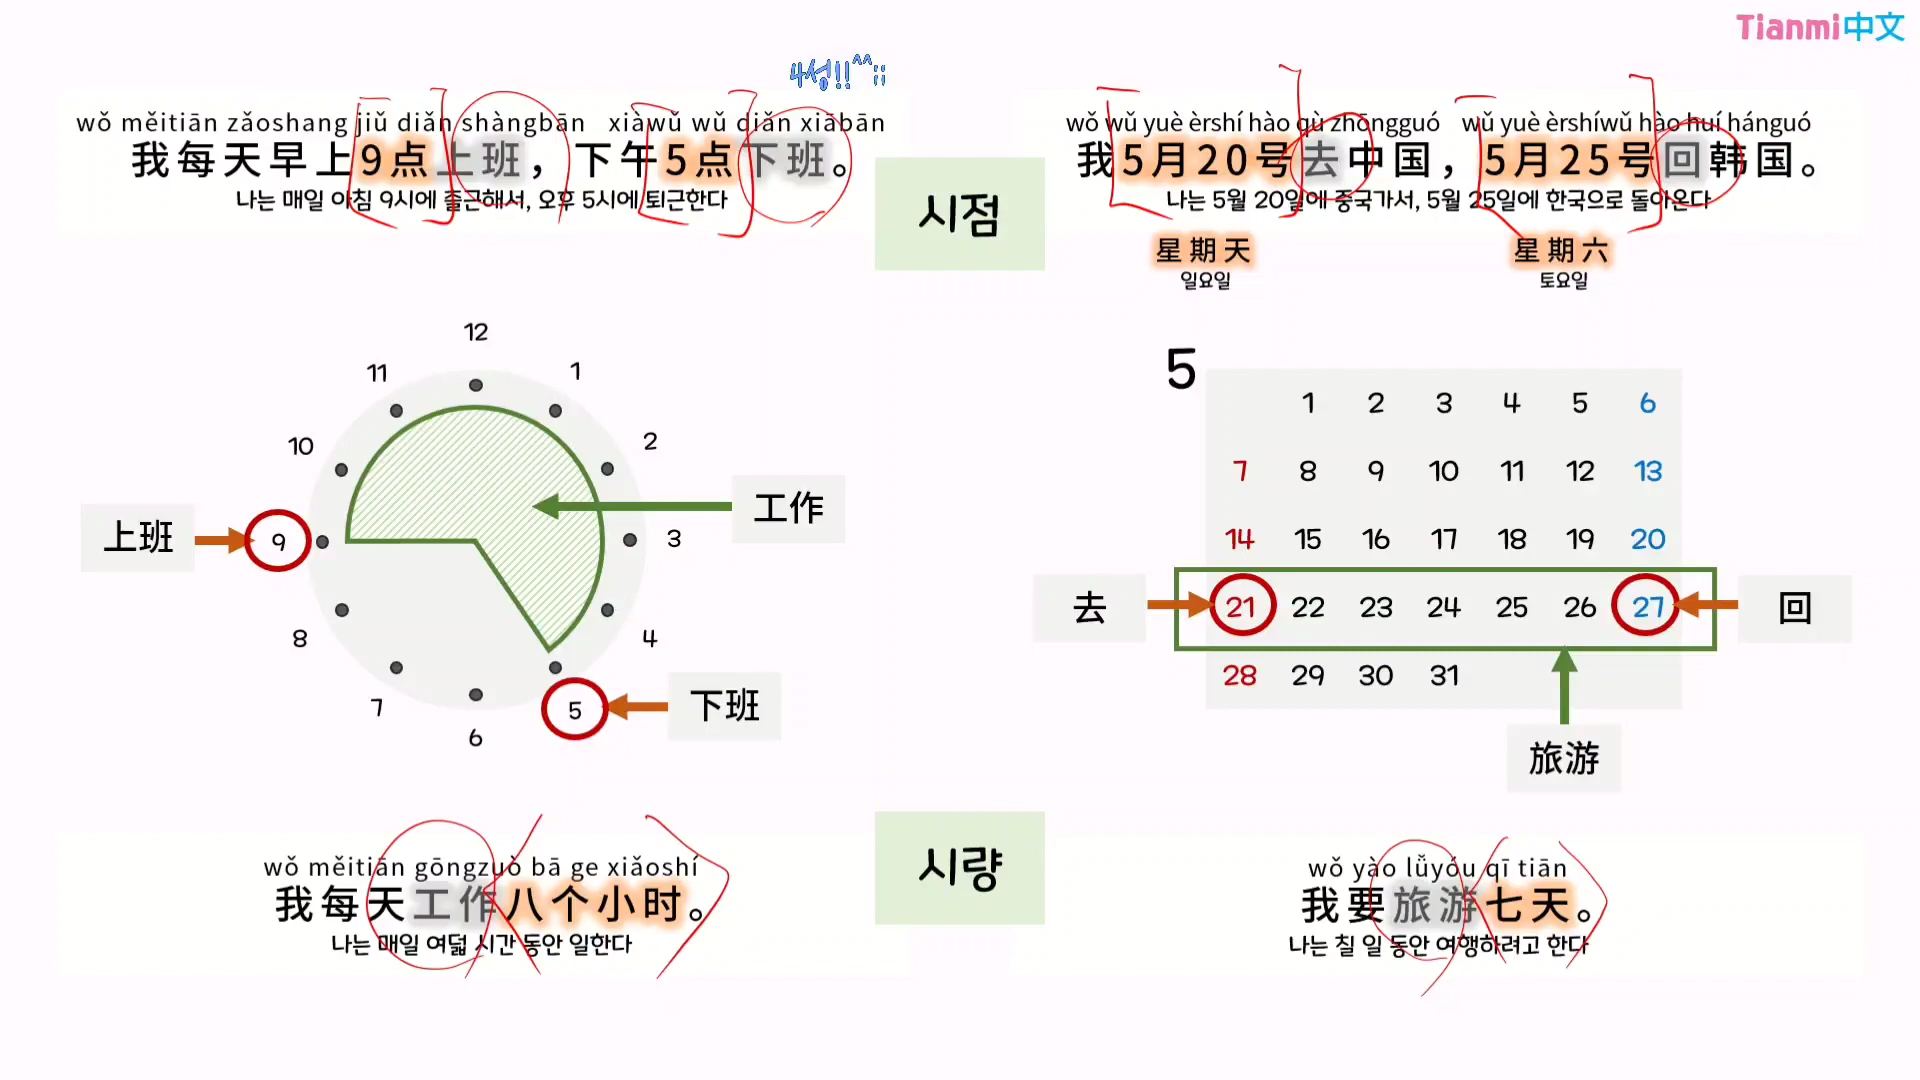 Tianmi中文
4성!!^^;;
wǒ měitiān zǎoshang jiǔ diǎn shàngbān xiàwǔ wǔ diǎn xiàbān
我每天早上9点上班，下午5点下班。
나는 매일 아침 9시에 출근해서, 오후 5시에 퇴근한다
시점
wǒ wǔ yuè èrshí hào qù zhōngguó wǔ yuè èrshíwǔ hào huí hánguó
我5月20号去中国，5月25号回韩国。
나는 5월 20일에 중국가서, 5월 25일에 한국으로 돌아온다
星期天
일요일
星期六
토요일
12
11
1
10
2
上班
9
3
工作
8
4
7
5
下班
6
5
1 2 3 4 5 6
7 8 9 10 11 12 13
14 15 16 17 18 19 20
去
21 22 23 24 25 26 27
回
28 29 30 31
旅游
시량
wǒ měitiān gōngzuò bā ge xiǎoshí
我每天工作八个小时。
나는 매일 여덟 시간 동안 일한다
wǒ yào lǚyóu qī tiān
我要旅游七天。
나는 칠 일 동안 여행하려고 한다